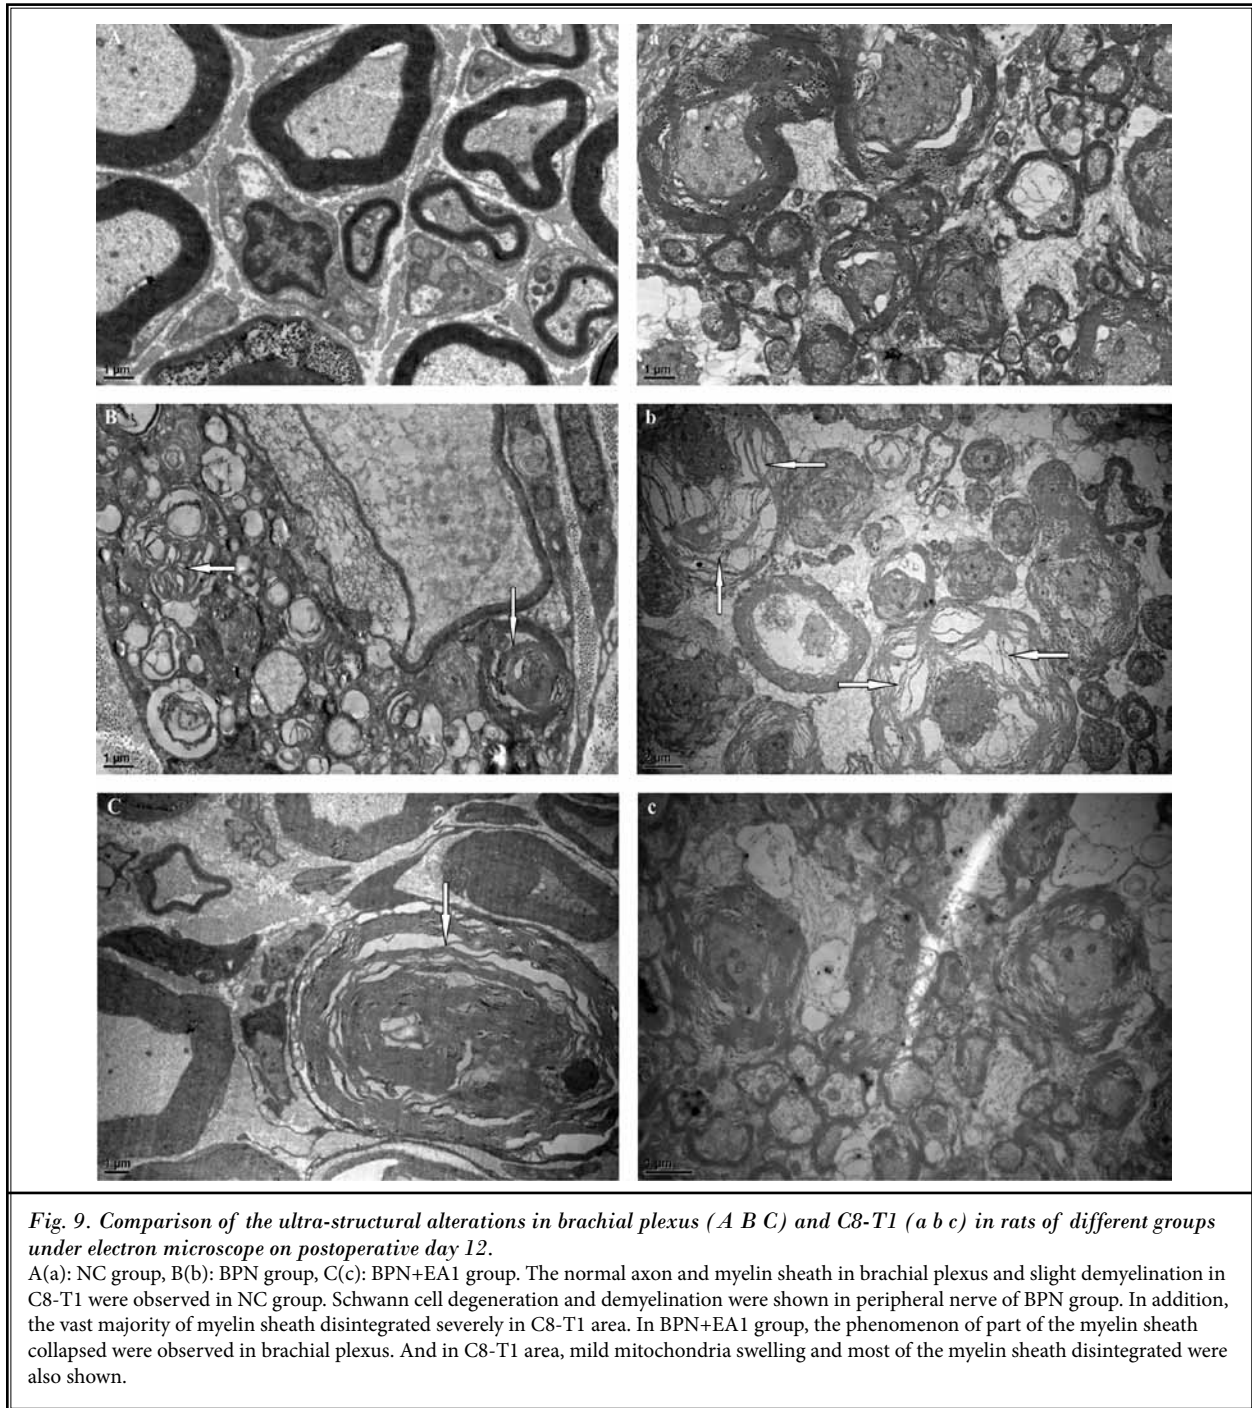 A
a
1 µm
1 µm
B
b
1 µm
2 µm
C
c
1 µm
Fig. 9. Comparison of the ultra-structural alterations in brachial plexus (A B C) and C8-T1 (a b c) in rats of different groups
under electron microscope on postoperative day 12.
A(a): NC group, B(b): BPN group, C(c): BPN+EA1 group. The normal axon and myelin sheath in brachial plexus and slight demyelination in
C8-T1 were observed in NC group. Schwann cell degeneration and demyelination were shown in peripheral nerve of BPN group. In addition,
the vast majority of myelin sheath disintegrated severely in C8-T1 area. In BPN+EA1 group, the phenomenon of part of the myelin sheath
collapsed were observed in brachial plexus. And in C8-T1 area, mild mitochondria swelling and most of the myelin sheath disintegrated were
also shown.